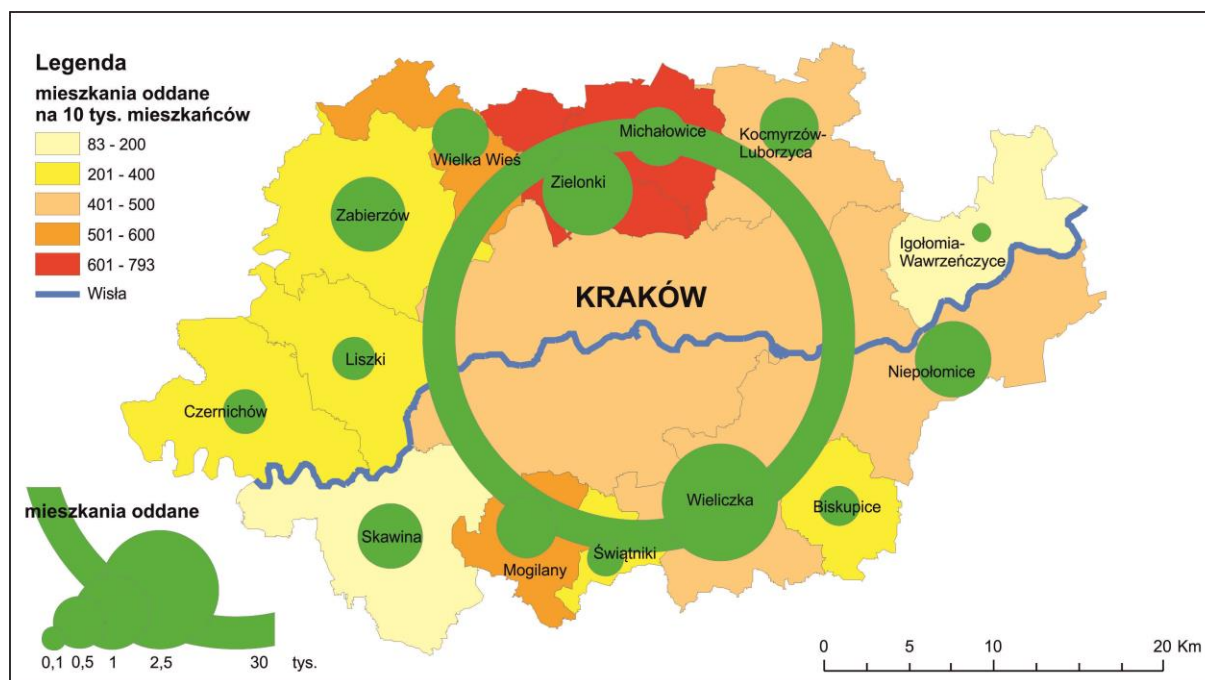 Legenda
mieszkania oddane
na 10 tys. mieszkańców
83 - 200
201 - 400
401 - 500
501 - 600
601 - 793
Wisła
Michałowice
Kocmyrzów-
Luborzyca
Wielka Wieś
Zielonki
Zabierzów
Igołomia-
Wawrzeńczyce
KRAKÓW
Liszki
Niepołomice
Czernichów
Wieliczka
Biskupice
Skawina
Świątniki
Mogilany
mieszkania oddane
0,1 0,5 1 2,5 30 tys.
0 5 10 20 Km